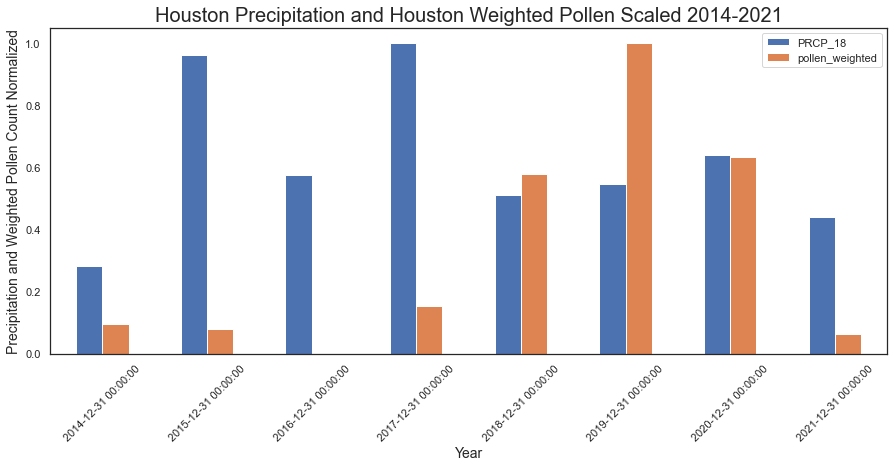 Houston Precipitation and Houston Weighted Pollen Scaled 2014-2021
PRCP_18
pollen_weighted
Precipitation and Weighted Pollen Count Normalized
1.0
0.8
0.6
0.4
0.2
0.0
2014-12-31 00:00:00
2015-12-31 00:00:00
2016-12-31 00:00:00
2017-12-31 00:00:00
2018-12-31 00:00:00
2019-12-31 00:00:00
2020-12-31 00:00:00
2021-12-31 00:00:00
Year